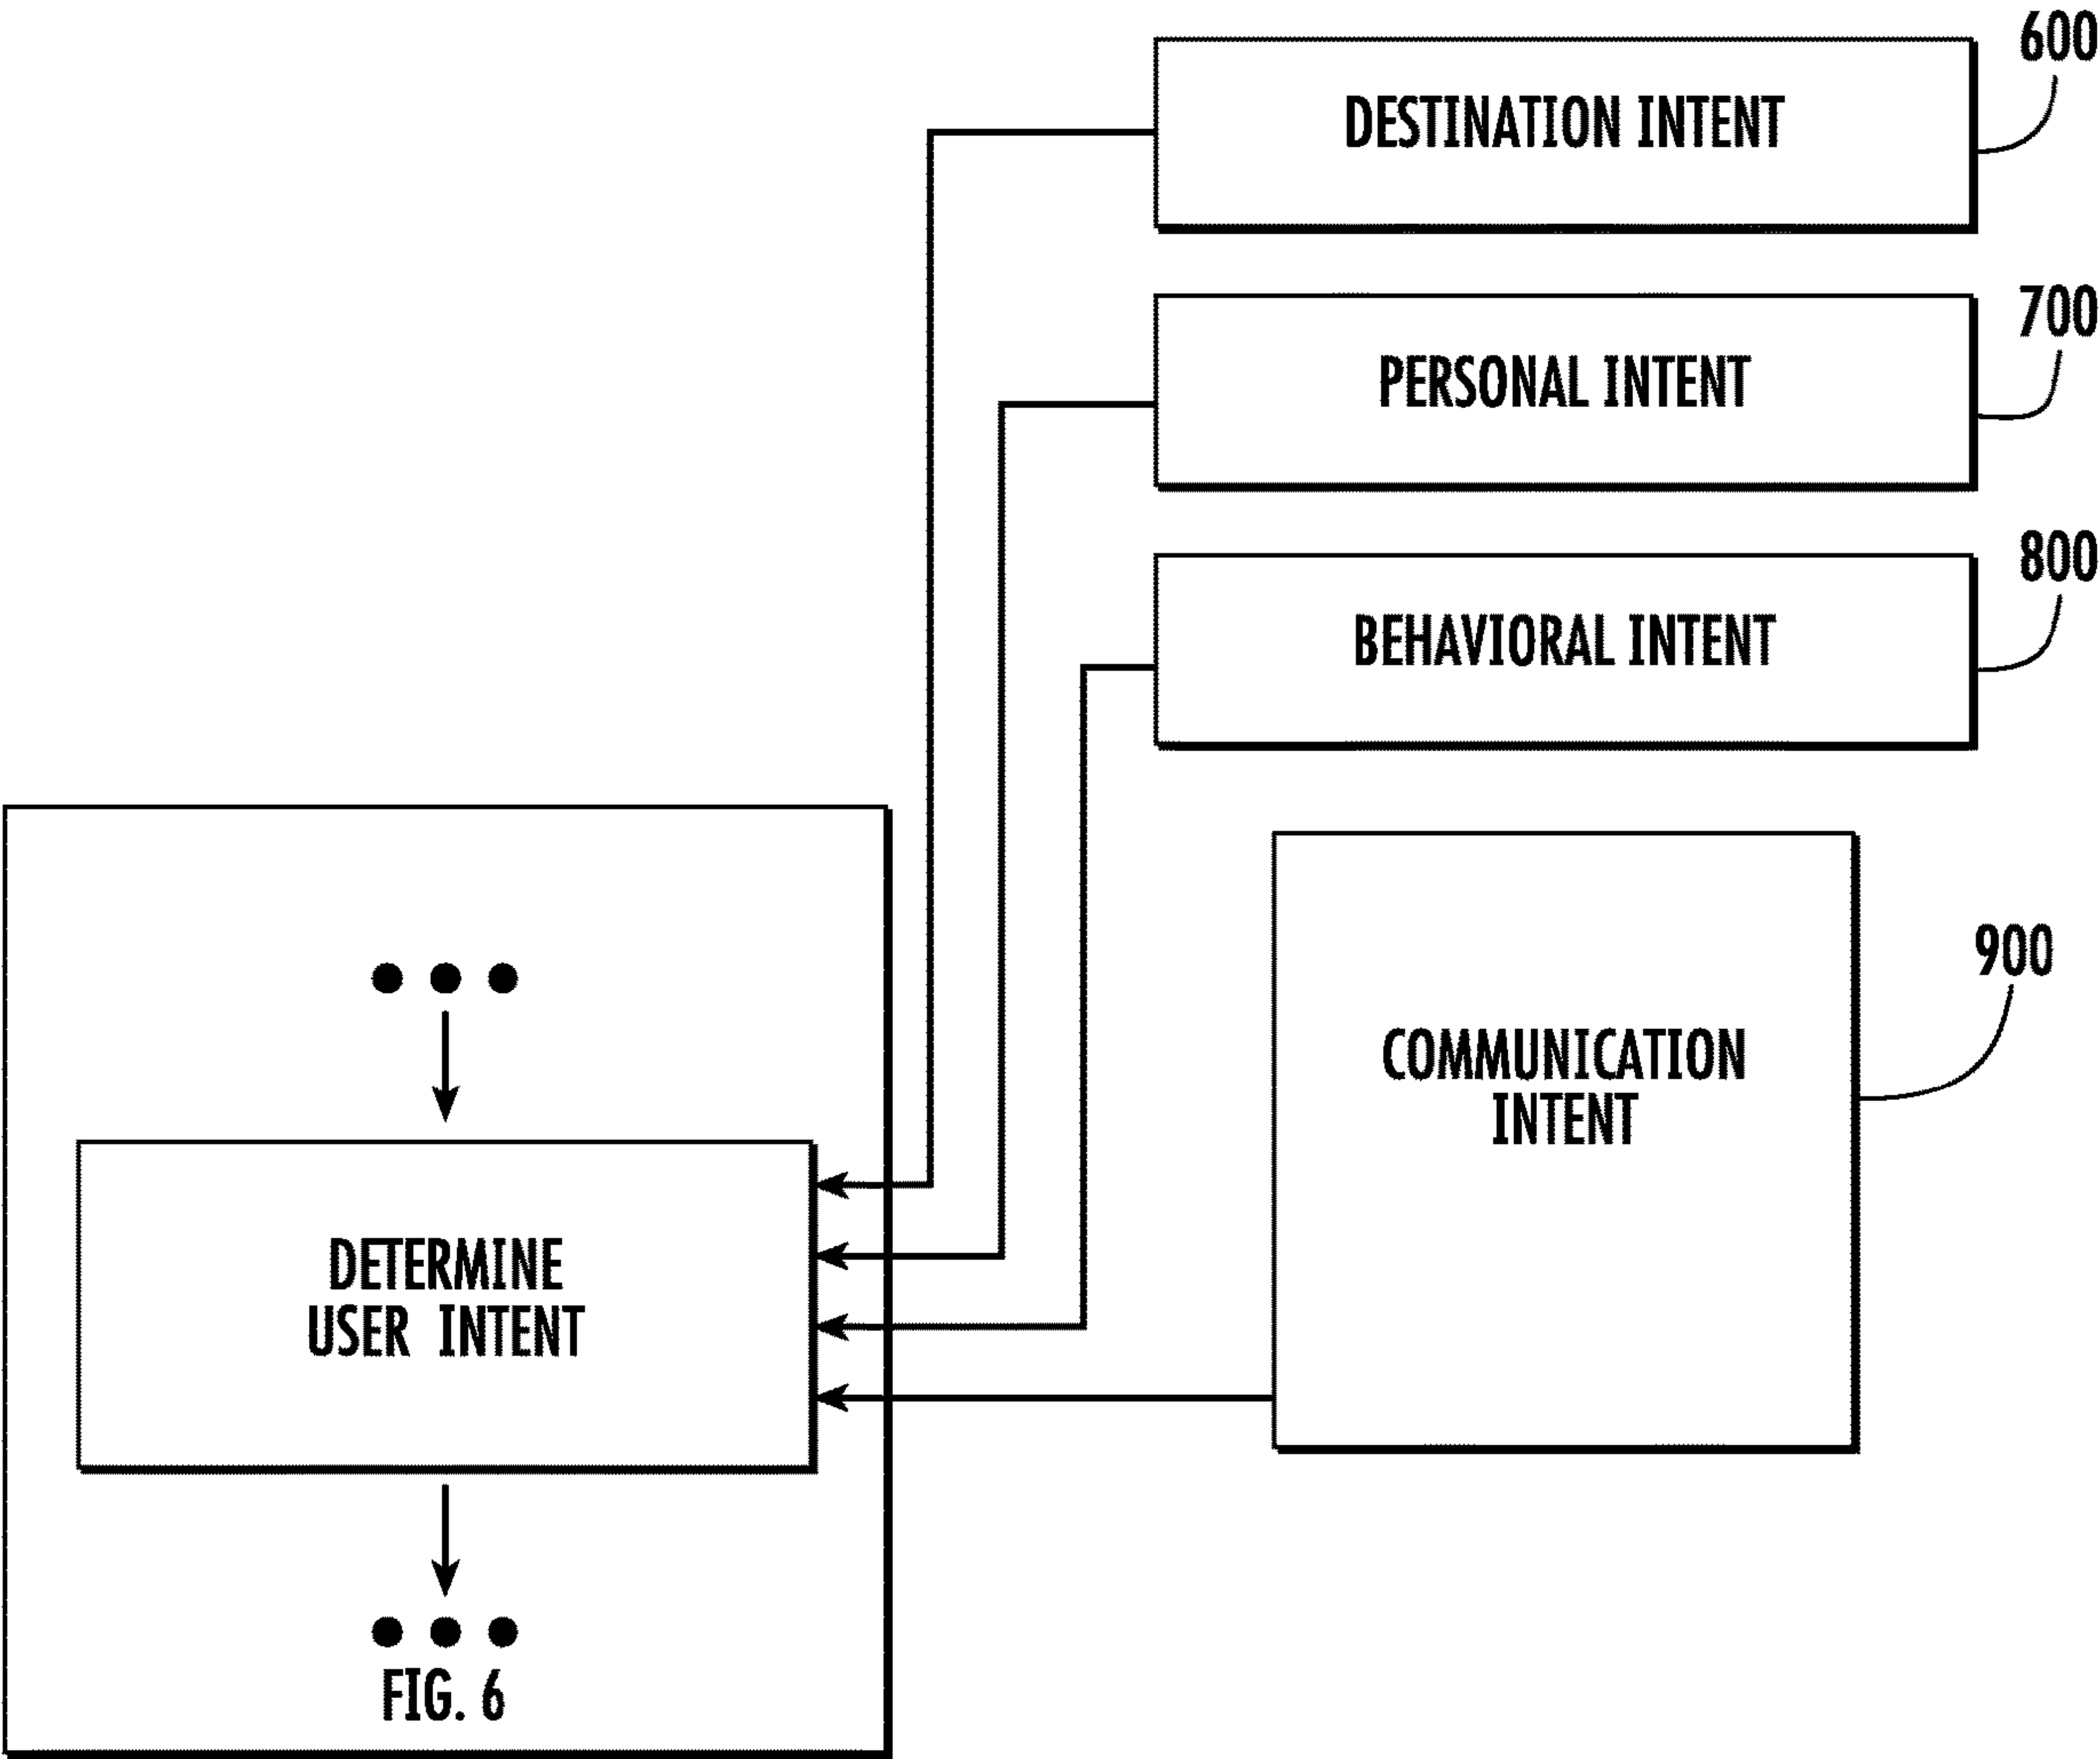 600
DESTINATION INTENT
700
PERSONAL INTENT
800
BEHAVIORAL INTENT
900
COMMUNICATION
INTENT
DETERMINE
USER INTENT
FIG. 6